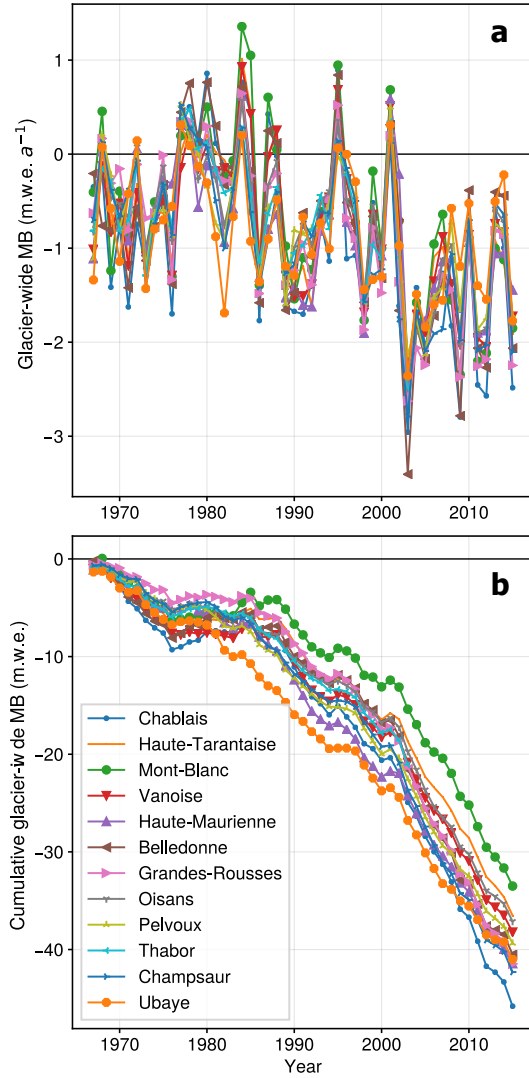 a
1
0
−1
−2
−3
Glacier-wide MB (m.w.e. a⁻¹)
1970
1980
1990
2000
2010
b
0
−10
−20
−30
−40
Cumulative glacier-w de MB (m.w.e.)
Chablais
Haute-Tarantaise
Mont-Blanc
Vanoise
Haute-Maurienne
Belledonne
Grandes-Rousses
Oisans
Pelvoux
Thabor
Champsaur
Ubaye
1970
1980
1990
2000
2010
Year